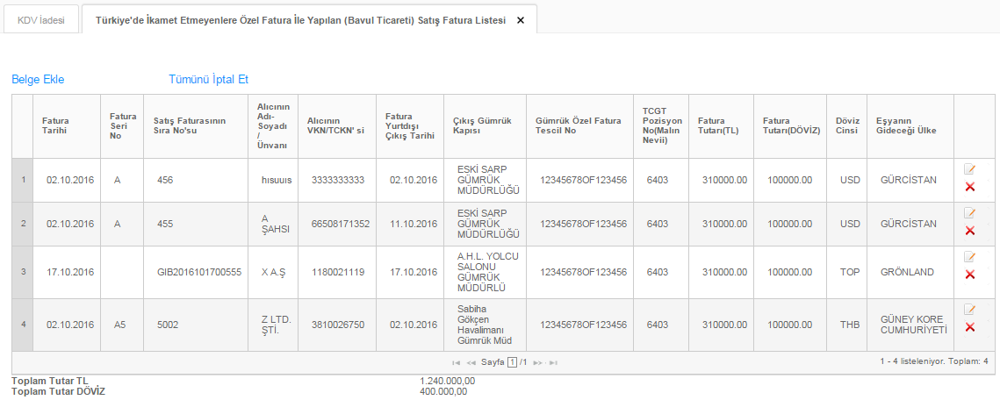 KDV İadesi
Türkiye'de İkamet Etmeyenlere Özel Fatura İle Yapılan (Bavul Ticareti) Satış Fatura Listesi
Belge Ekle
Tümünü İptal Et
Fatura
Tarihi
Fatura
Seri
No
Satış Faturasının
Sıra No'su
Alıcının
Adı-
Soyadı
/
Ünvanı
Alıcının
VKN/TCKN' si
Fatura
Yurtdışı
Çıkış Tarihi
Çıkış Gümrük
Kapısı
Gümrük Özel Fatura
Tescil No
TCGT
Pozisyon
No(Malın
Nevii)
Fatura
Tutarı(TL)
Fatura
Tutarı(DÖVİZ)
Döviz
Cinsi
Eşyanın
Gideceği Ülke
1
02.10.2016
A
456
hısuuıs
3333333333
02.10.2016
ESKİ SARP
GÜMRÜK
MÜDÜRLÜĞÜ
12345678OF123456
6403
310000.00
100000.00
USD
GÜRCİSTAN
2
02.10.2016
A
455
A
ŞAHSI
66508171352
11.10.2016
ESKİ SARP
GÜMRÜK
MÜDÜRLÜĞÜ
12345678OF123456
6403
310000.00
100000.00
USD
GÜRCİSTAN
3
17.10.2016
GIB2016101700555
X A.Ş
1180021119
17.10.2016
A.H.L. YOLCU
SALONU
GÜMRÜK
MÜDÜRLÜ
12345678OF123456
6403
310000.00
100000.00
TOP
GRÖNLAND
4
02.10.2016
A5
5002
Z LTD.
ŞTİ.
3810026750
02.10.2016
Sabiha
Gökçen
Havalimanı
Gümrük Müd
12345678OF123456
6403
310000.00
100000.00
THB
GÜNEY KORE
CUMHURİYETİ
Sayfa 1 /1
1 - 4 listeleniyor. Toplam: 4
Toplam Tutar TL 1.240.000,00
Toplam Tutar DÖVİZ 400.000,00